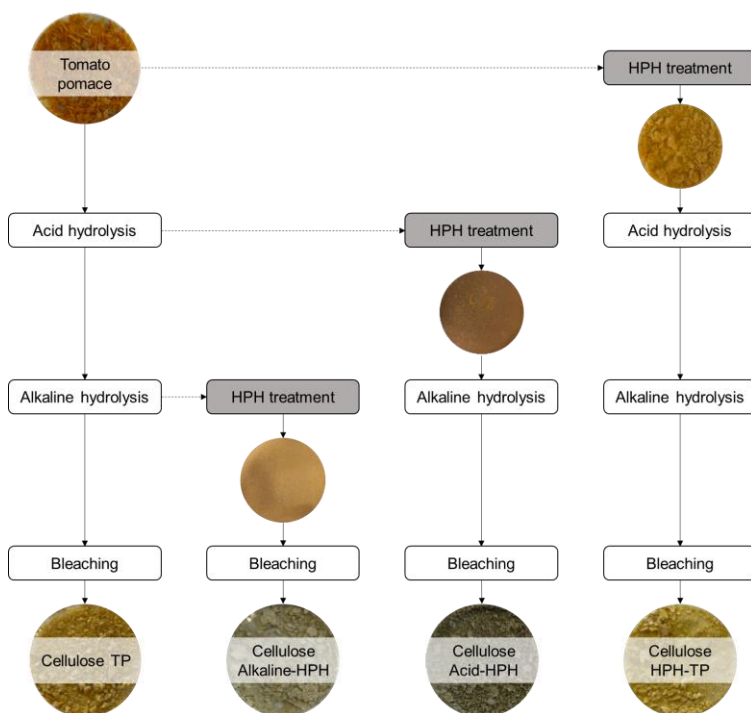 Tomato
pomace
HPH treatment
Acid hydrolysis
HPH treatment
Acid hydrolysis
Alkaline hydrolysis
HPH treatment
Alkaline hydrolysis
Alkaline hydrolysis
Bleaching
Bleaching
Bleaching
Bleaching
Cellulose TP
Cellulose
Alkaline-HPH
Cellulose
Acid-HPH
Cellulose
HPH-TP